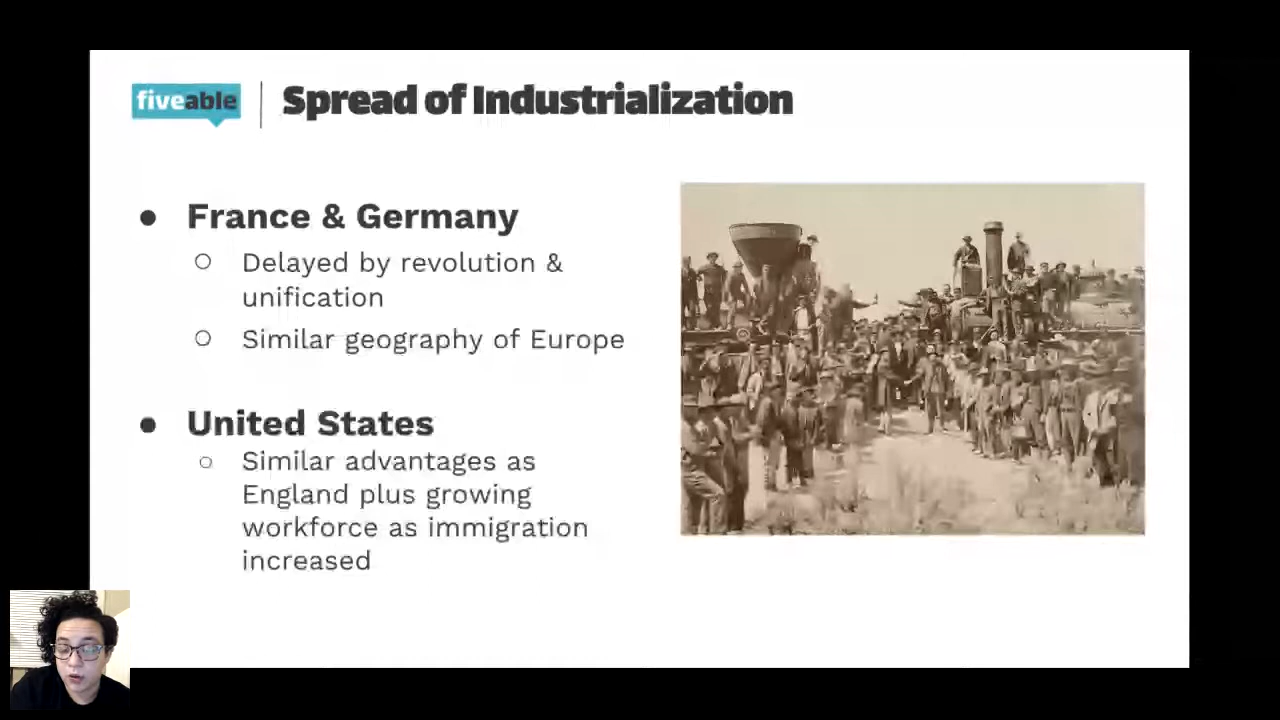 fiveable
Spread of Industrialization
● France & Germany
○ Delayed by revolution &
unification
○ Similar geography of Europe
● United States
○ Similar advantages as
England plus growing
workforce as immigration
increased